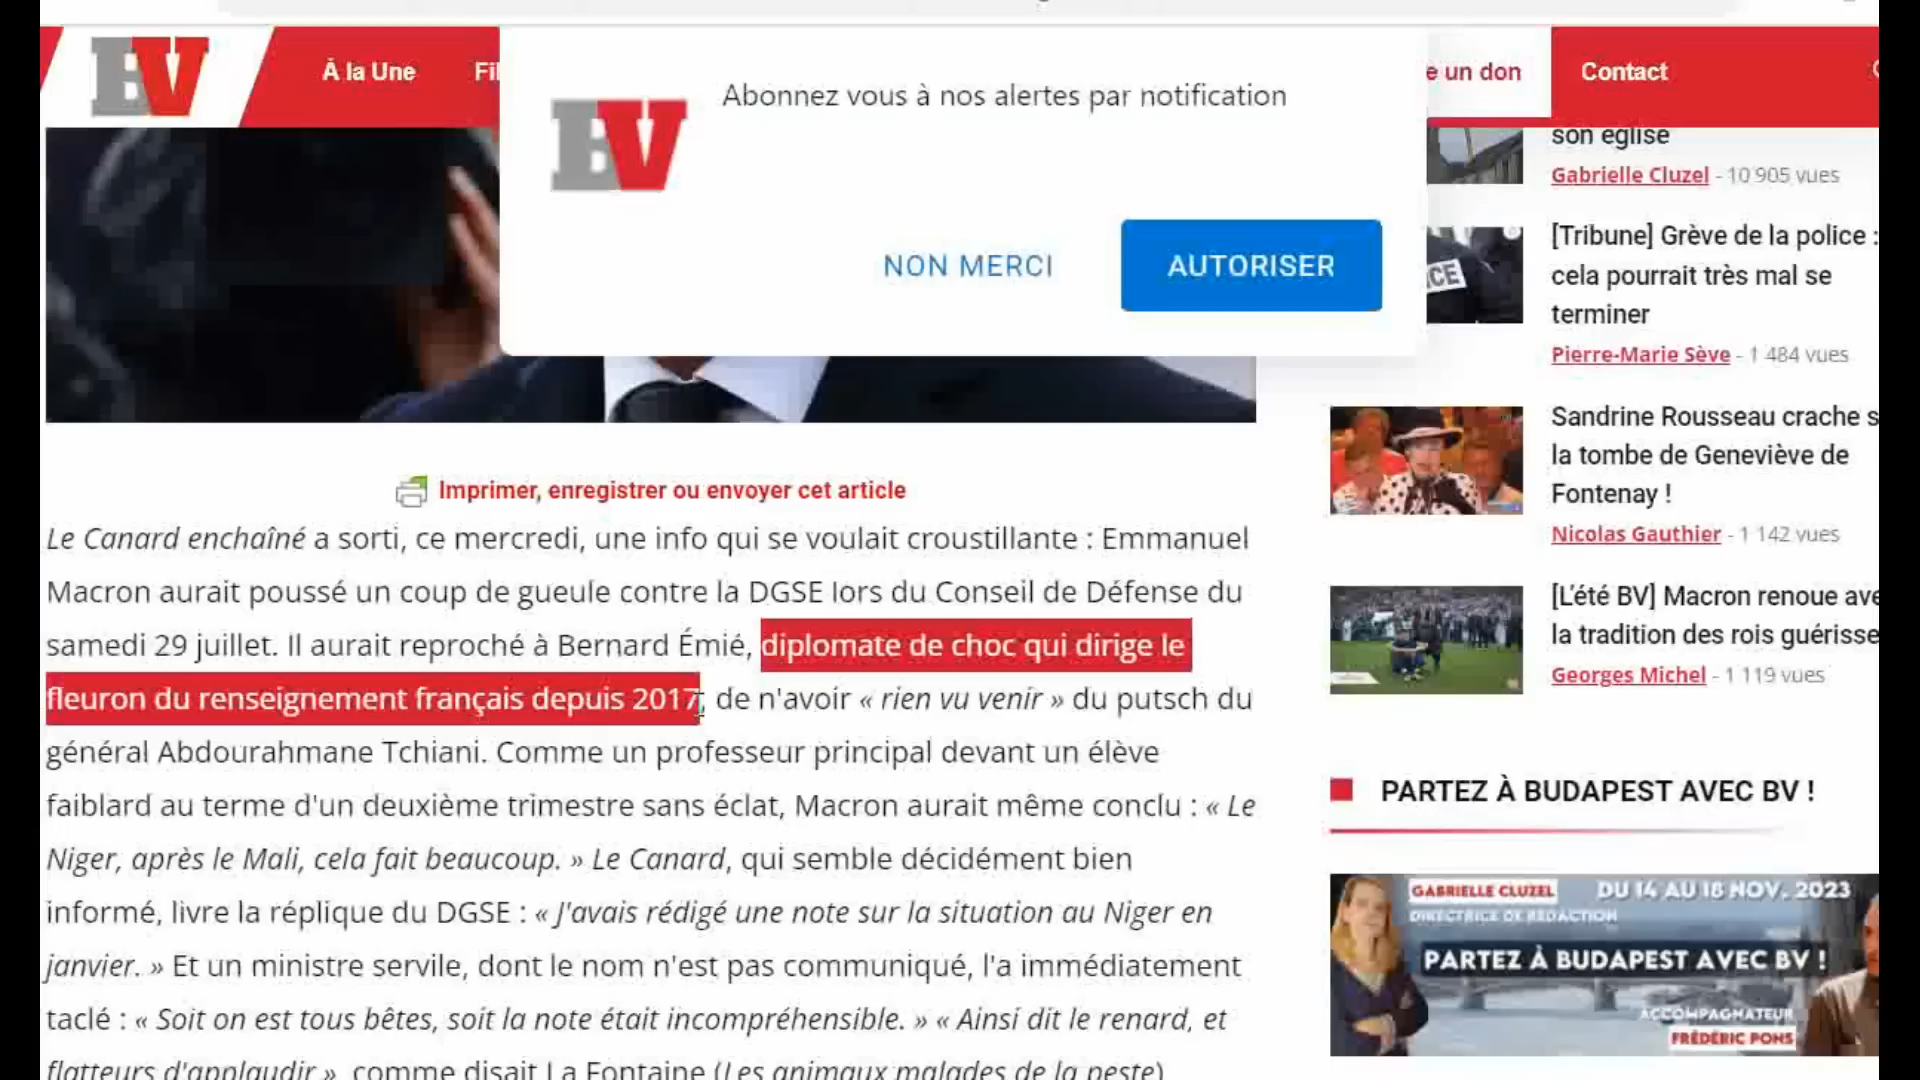 BV
À la Une
Abonnez vous à nos alertes par notification
BV
NON MERCI
AUTORISER
e un don
Contact
son église
Gabrielle Cluzel - 10 905 vues
[Tribune] Grève de la police :
cela pourrait très mal se
terminer
Pierre-Marie Sève - 1 484 vues
Sandrine Rousseau crache s
la tombe de Geneviève de
Fontenay !
Nicolas Gauthier - 1 142 vues
[L'été BV] Macron renoue ave
la tradition des rois guérisse
Georges Michel - 1 119 vues
PARTEZ À BUDAPEST AVEC BV !
GABRIELLE CLUZEL
DIRECTRICE DE RÉDACTION
DU 14 AU 18 NOV. 2023
PARTEZ À BUDAPEST AVEC BV !
ACCOMPAGNATEUR
FRÉDÉRIC PONS
Imprimer, enregistrer ou envoyer cet article
Le Canard enchaîné a sorti, ce mercredi, une info qui se voulait croustillante : Emmanuel
Macron aurait poussé un coup de gueule contre la DGSE lors du Conseil de Défense du
samedi 29 juillet. Il aurait reproché à Bernard Émié, diplomate de choc qui dirige le
fleuron du renseignement français depuis 2017, de n'avoir « rien vu venir » du putsch du
général Abdourahmane Tchiani. Comme un professeur principal devant un élève
faiblard au terme d'un deuxième trimestre sans éclat, Macron aurait même conclu : « Le
Niger, après le Mali, cela fait beaucoup. » Le Canard, qui semble décidément bien
informé, livre la réplique du DGSE : « J'avais rédigé une note sur la situation au Niger en
janvier. » Et un ministre servile, dont le nom n'est pas communiqué, l'a immédiatement
taclé : « Soit on est tous bêtes, soit la note était incompréhensible. » « Ainsi dit le renard, et
flatteurs d'applaudir », comme disait La Fontaine (Les animaux malades de la peste)